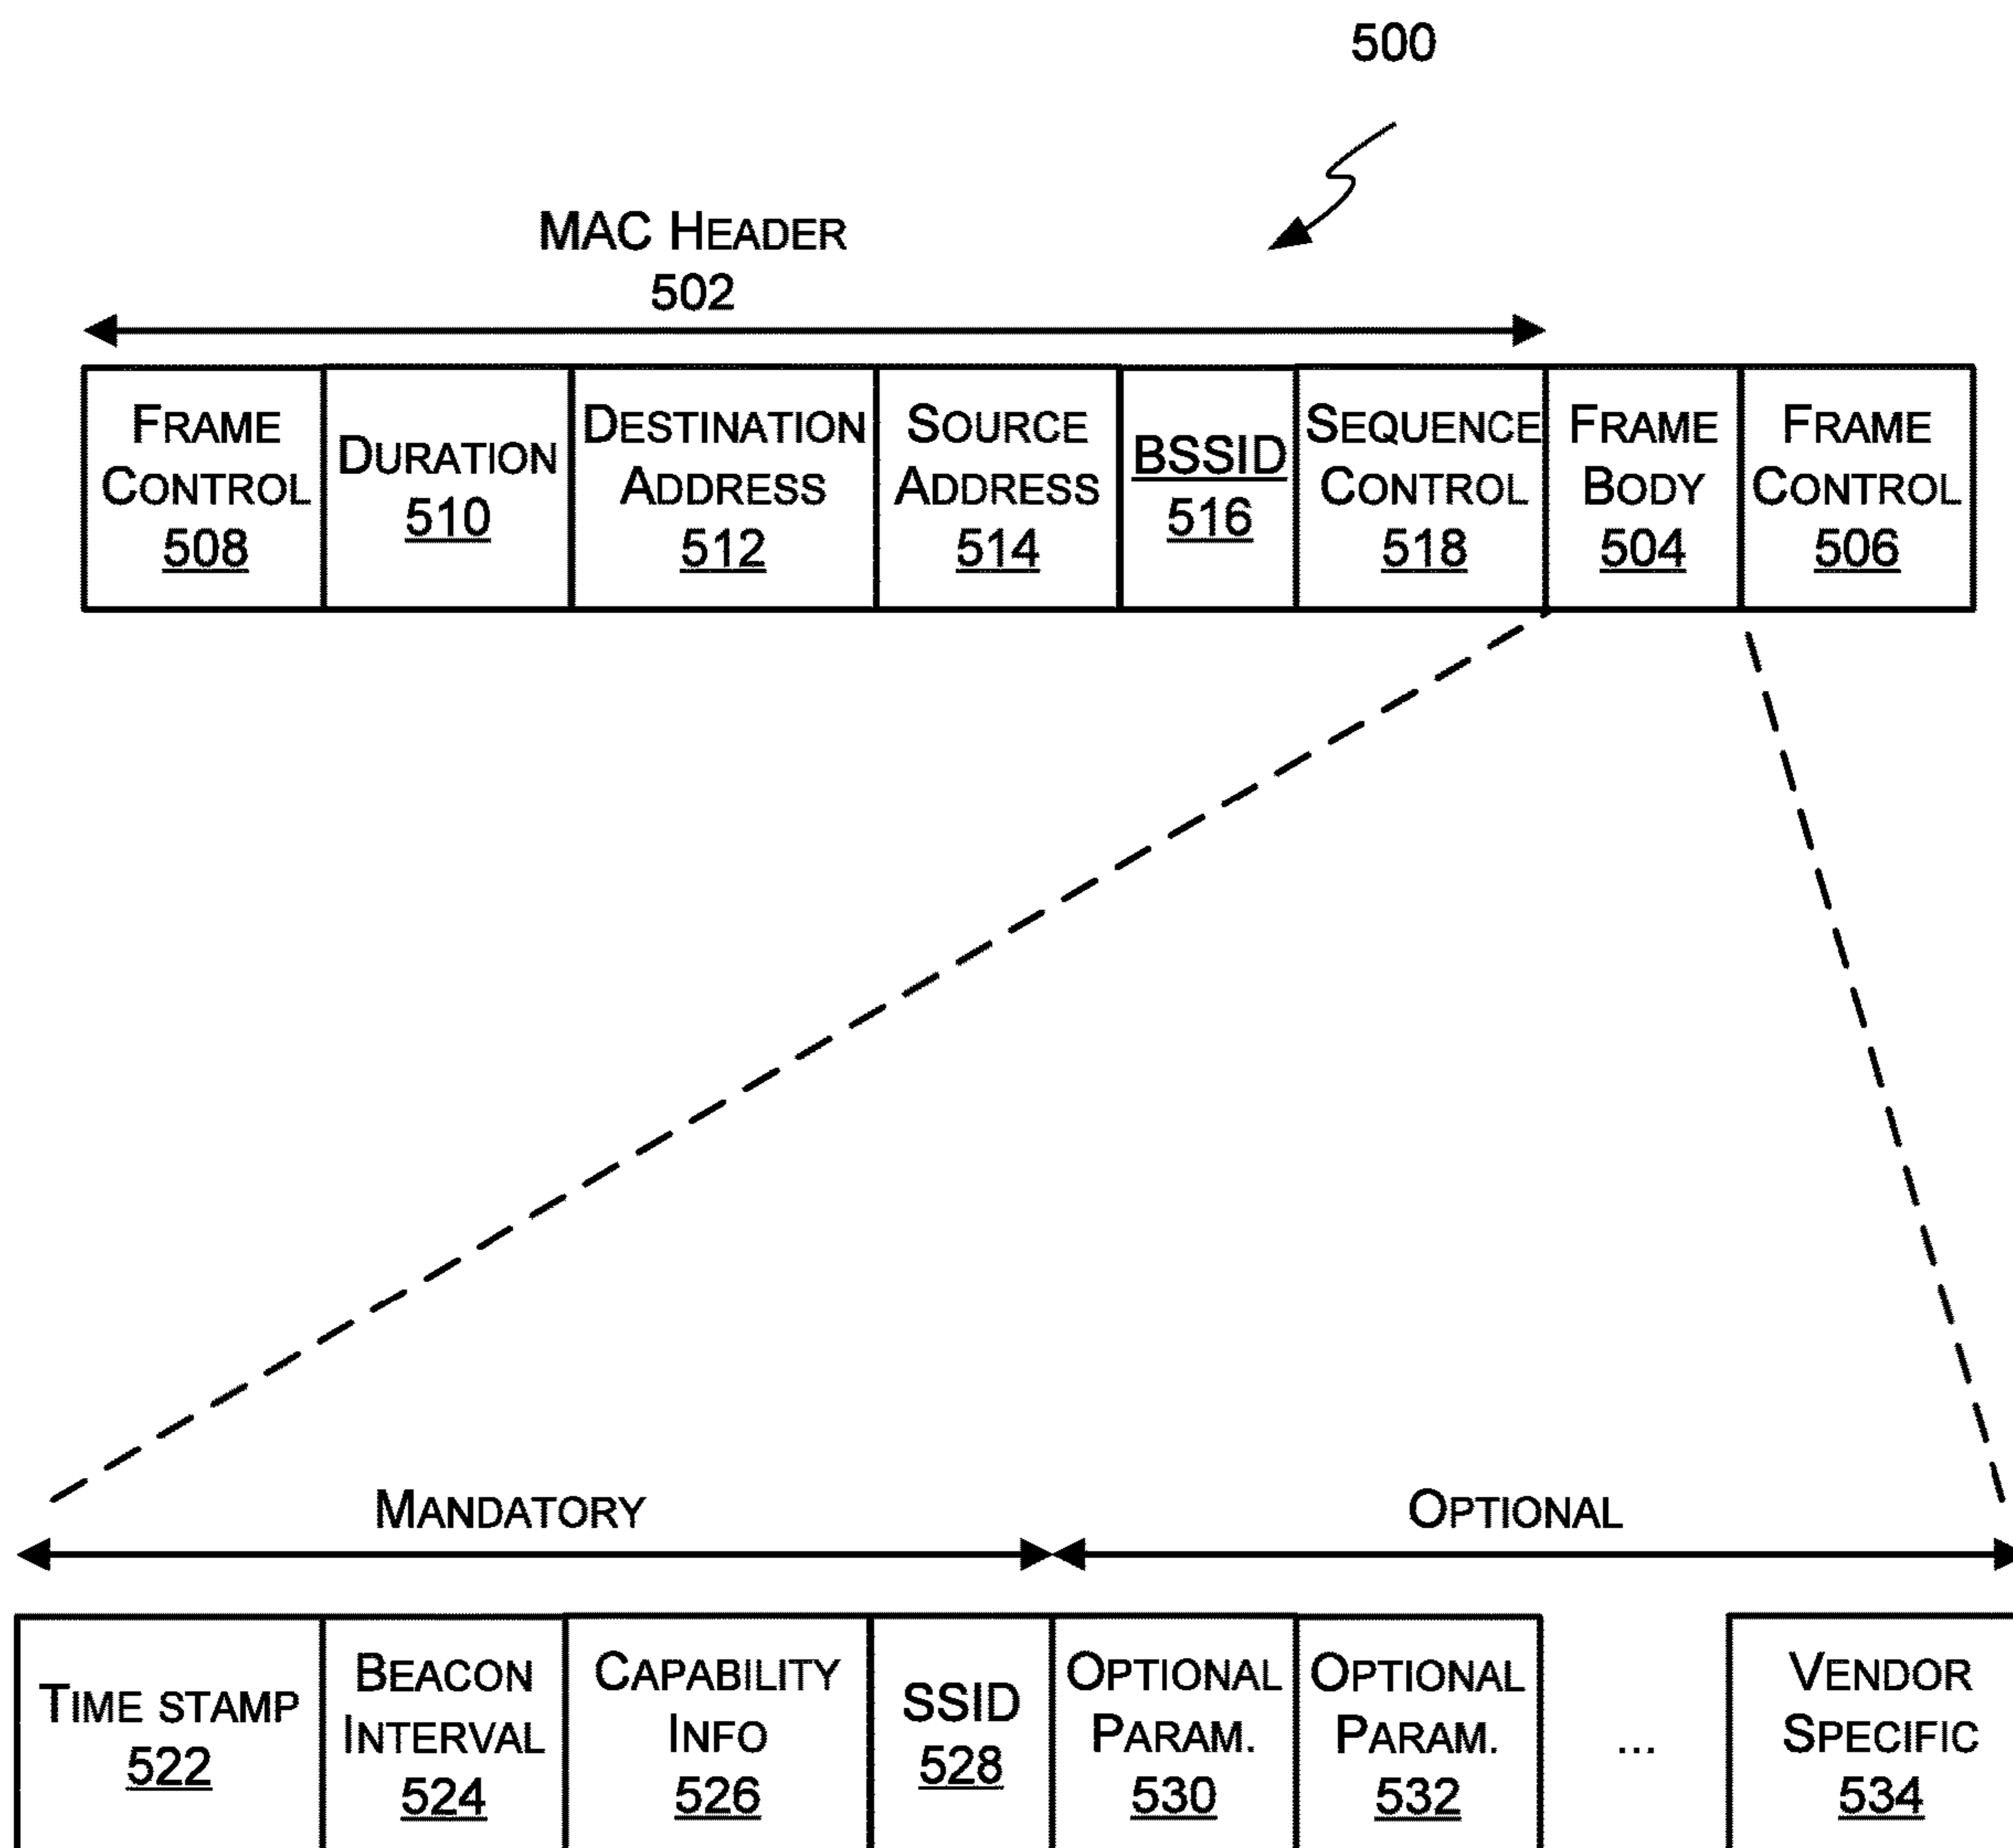 500
MAC HEADER
502
FRAME CONTROL 508
DURATION 510
DESTINATION ADDRESS 512
SOURCE ADDRESS 514
BSSID 516
SEQUENCE CONTROL 518
FRAME BODY 504
FRAME CONTROL 506
MANDATORY
OPTIONAL
TIME STAMP 522
BEACON INTERVAL 524
CAPABILITY INFO 526
SSID 528
OPTIONAL PARAM. 530
OPTIONAL PARAM. 532
...
VENDOR SPECIFIC 534